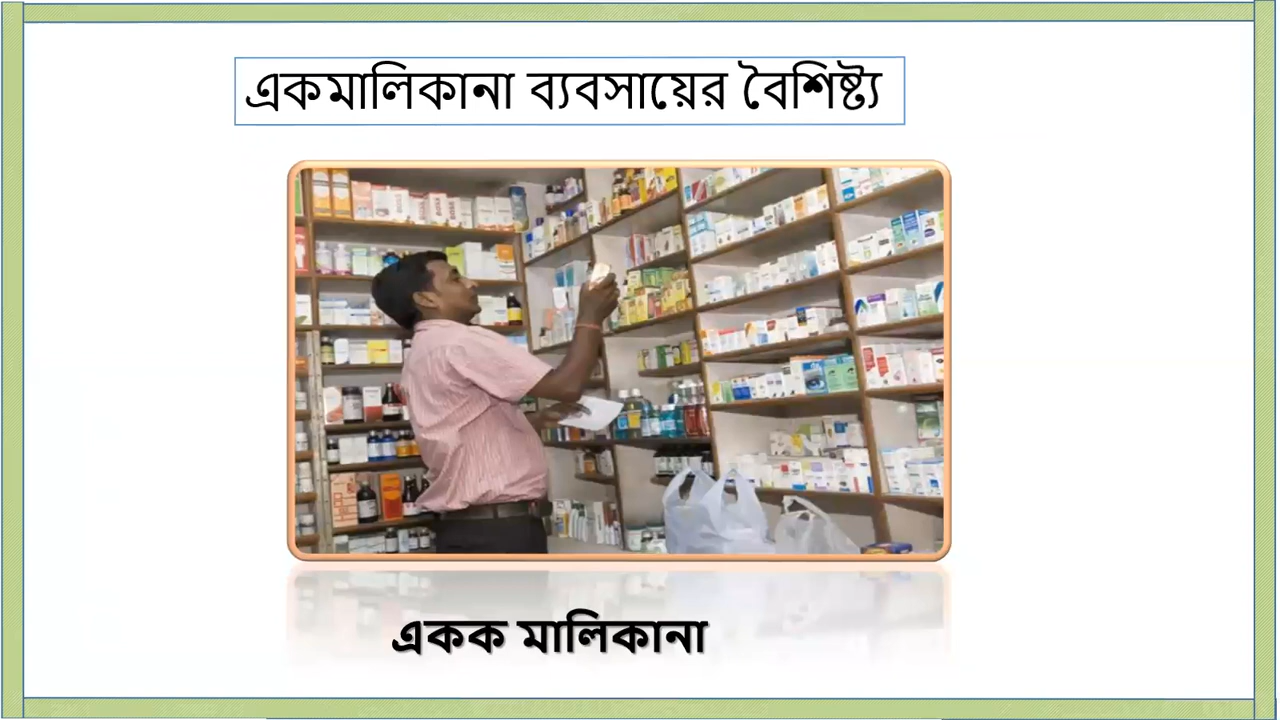 একমালিকানা ব্যবসায়ের বৈশিষ্ট্য
একক মালিকানা